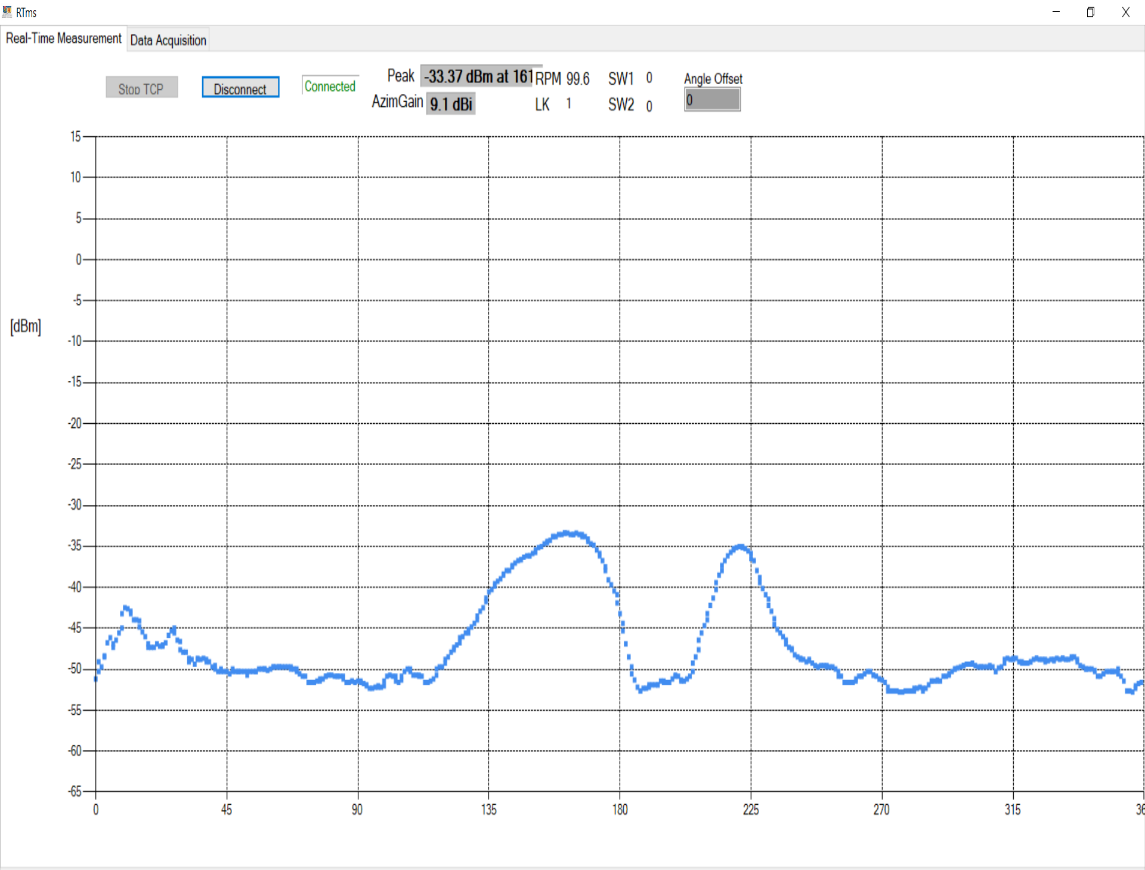 RTms
Real-Time Measurement Data Acquisition
Stop TCP Disconnect Connected Peak -33.37 dBm at 161 RPM 99.6 SW1 0 Angle Offset
AzimGain 9.1 dBi LK 1 SW2 0 0
15
10
5
0
-5
[dBm]
-10
-15
-20
-25
-30
-35
-40
-45
-50
-55
-60
-65
0 45 90 135 180 225 270 315 36